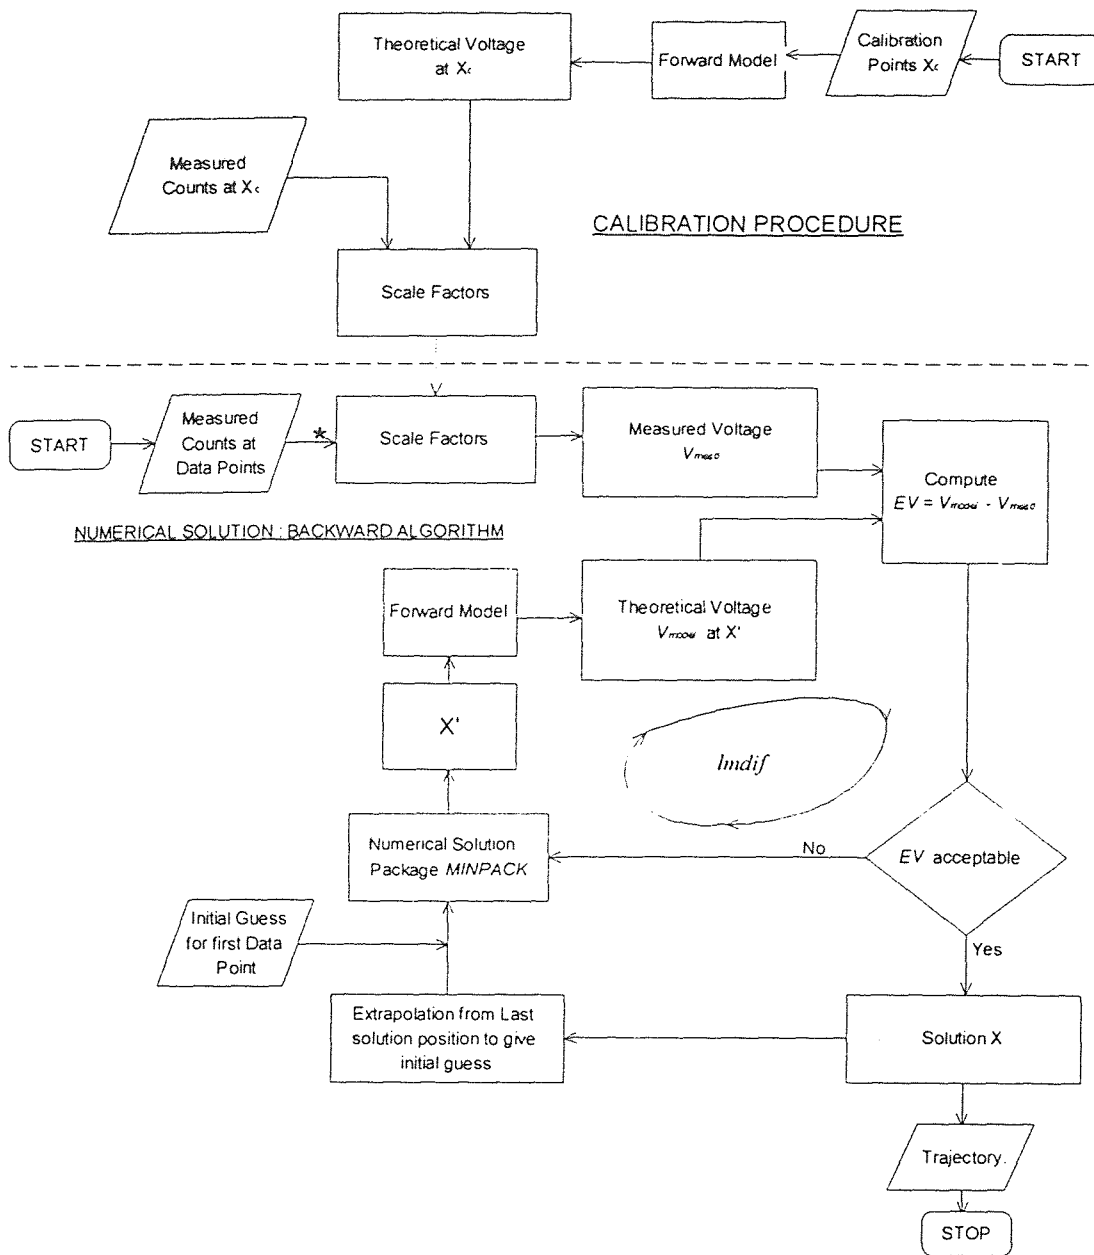 Theoretical Voltage
at Xc
Forward Model
Calibration
Points Xc
START
Measured
Counts at Xc
CALIBRATION PROCEDURE
Scale Factors
START
Measured
Counts at
Data Points
*
Scale Factors
Measured Voltage
Vmeas
Compute
EV = Vmodel - Vmeas
NUMERICAL SOLUTION : BACKWARD ALGORITHM
Forward Model
Theoretical Voltage
Vmodel at X'
X'
lmdif
Numerical Solution
Package MINPACK
No
EV acceptable
Initial Guess
for first Data
Point
Yes
Extrapolation from Last
solution position to give
initial guess
Solution X
Trajectory.
STOP